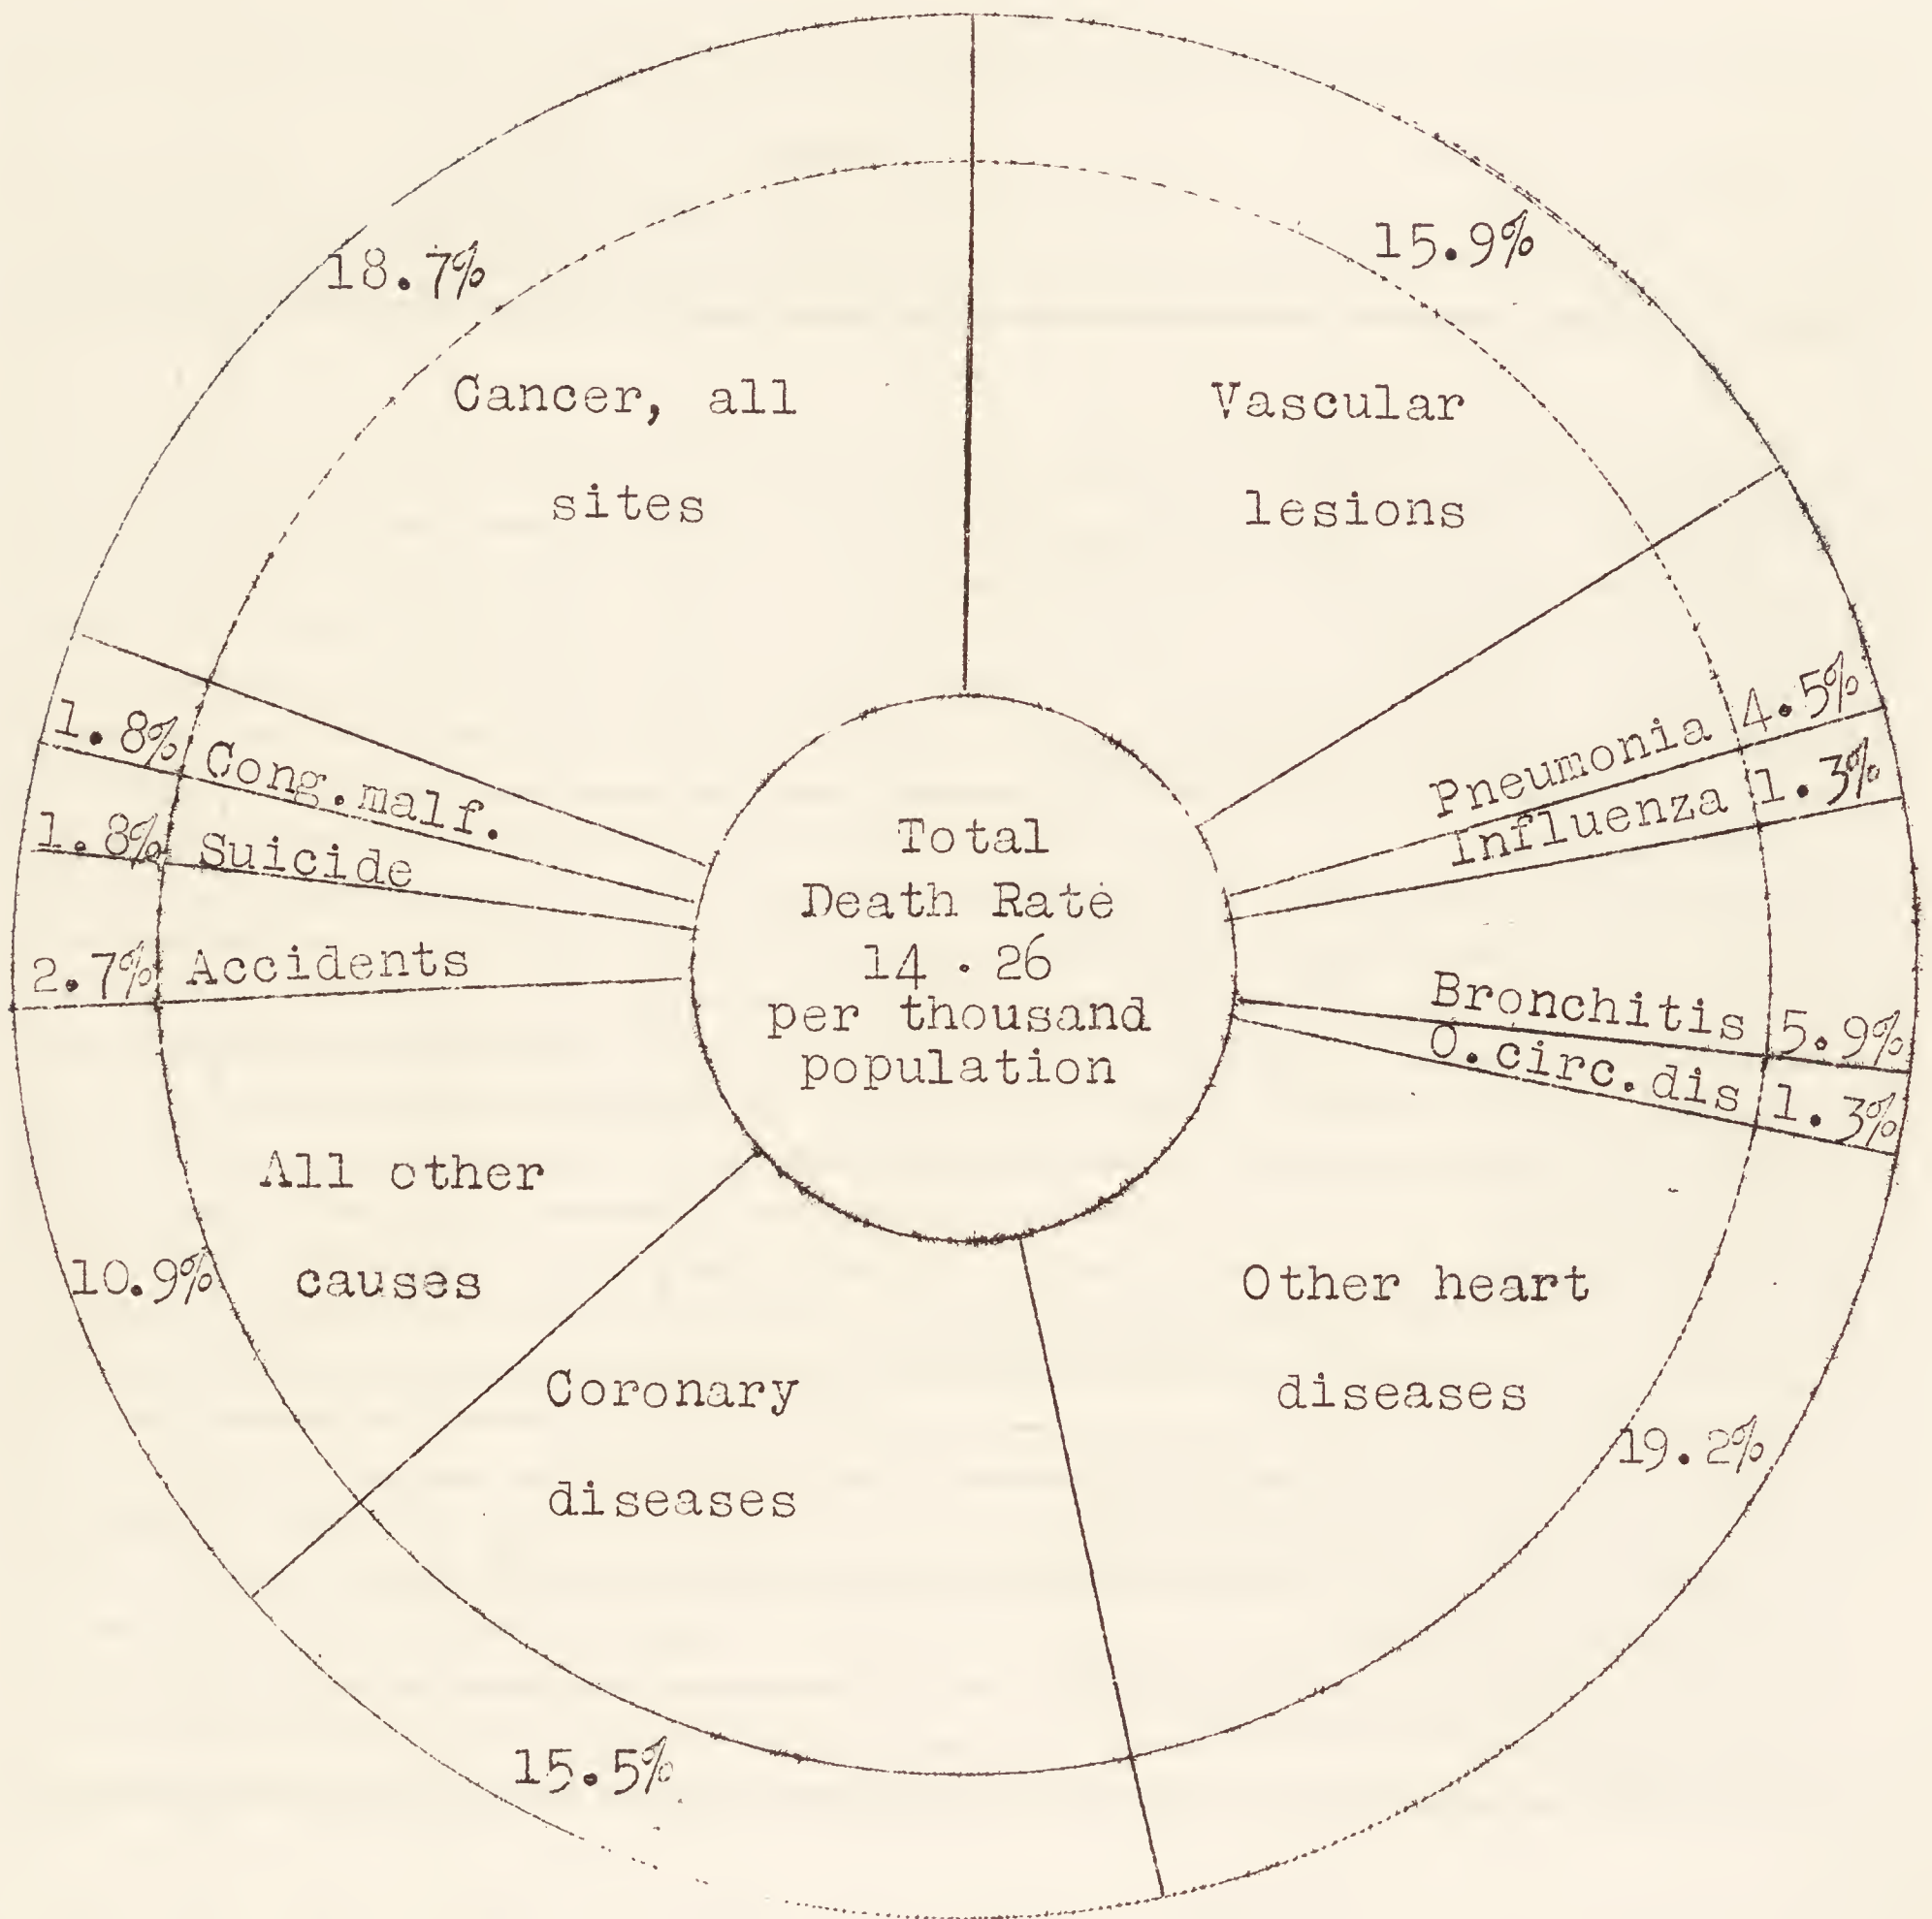 18.7%
Cancer, all
sites
15.9%
Vascular
lesions
Pneumonia 4.5%
Influenza 1.3%
Bronchitis 5.9%
O.circ.dis 1.3%
Other heart
diseases
19.2%
Coronary
diseases
15.5%
All other
causes
10.9%
2.7% Accidents
1.8% Suicide
1.8% Cong.malf.
Total
Death Rate
14.26
per thousand
population